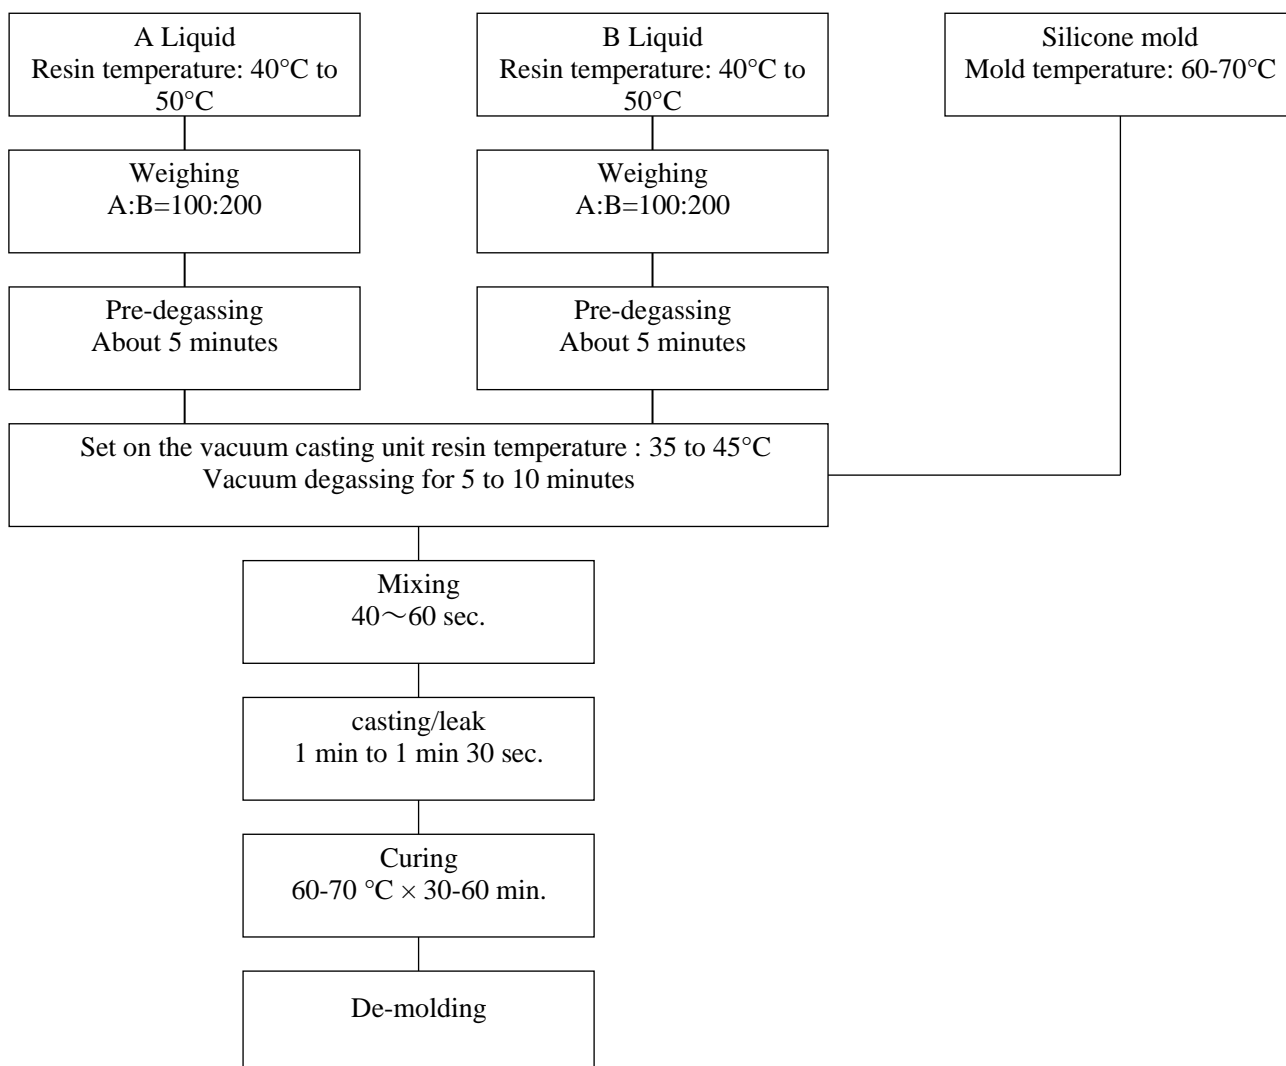 A Liquid
Resin temperature: 40°C to
50°C
B Liquid
Resin temperature: 40°C to
50°C
Silicone mold
Mold temperature: 60-70°C
Weighing
A:B=100:200
Weighing
A:B=100:200
Pre-degassing
About 5 minutes
Pre-degassing
About 5 minutes
Set on the vacuum casting unit resin temperature : 35 to 45°C
Vacuum degassing for 5 to 10 minutes
Mixing
40～60 sec.
casting/leak
1 min to 1 min 30 sec.
Curing
60-70 °C × 30-60 min.
De-molding